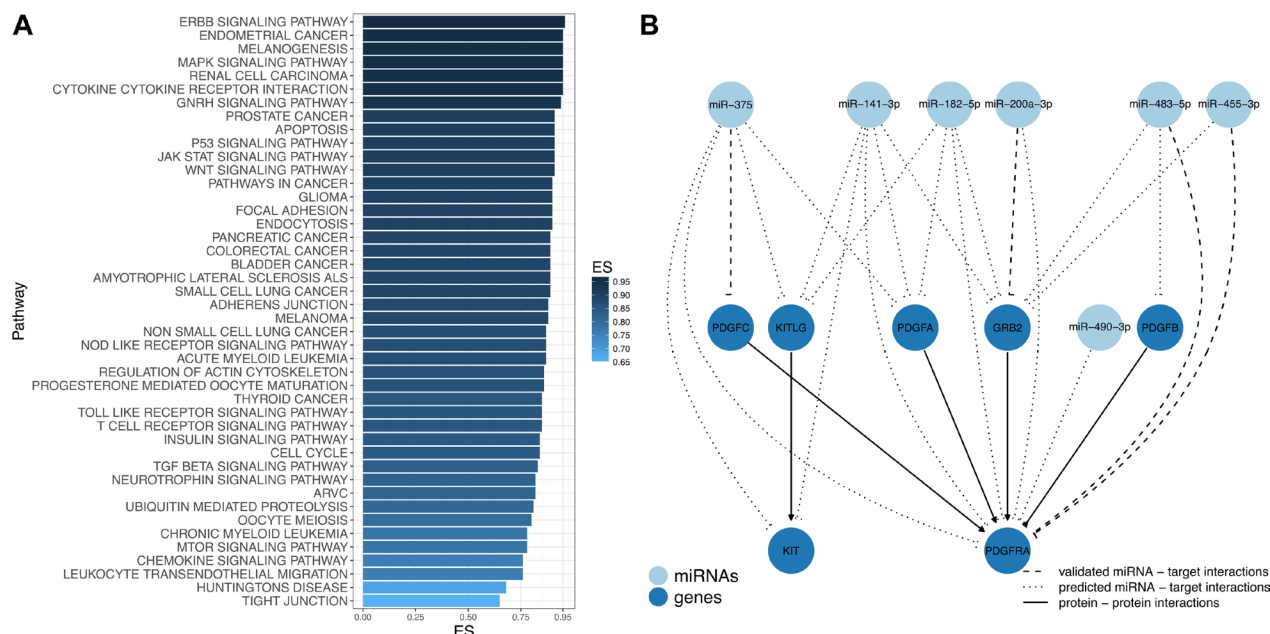 A
ERBB SIGNALING PATHWAY
ENDOMETRIAL CANCER
MELANOGENESIS
MAPK SIGNALING PATHWAY
RENAL CELL CARCINOMA
CYTOKINE CYTOKINE RECEPTOR INTERACTION
GNRH SIGNALING PATHWAY
PROSTATE CANCER
APOPTOSIS
P53 SIGNALING PATHWAY
JAK STAT SIGNALING PATHWAY
WNT SIGNALING PATHWAY
PATHWAYS IN CANCER
GLIOMA
FOCAL ADHESION
ENDOCYTOSIS
PANCREATIC CANCER
COLORECTAL CANCER
BLADDER CANCER
AMYOTROPHIC LATERAL SCLEROSIS ALS
SMALL CELL LUNG CANCER
ADHERENS JUNCTION
MELANOMA
NON SMALL CELL LUNG CANCER
NOD LIKE RECEPTOR SIGNALING PATHWAY
ACUTE MYELOID LEUKEMIA
REGULATION OF ACTIN CYTOSKELETON
PROGESTERONE MEDIATED OOCYTE MATURATION
THYROID CANCER
TOLL LIKE RECEPTOR SIGNALING PATHWAY
T CELL RECEPTOR SIGNALING PATHWAY
INSULIN SIGNALING PATHWAY
CELL CYCLE
TGF BETA SIGNALING PATHWAY
NEUROTROPHIN SIGNALING PATHWAY
ARVC
UBIQUITIN MEDIATED PROTEOLYSIS
OOCYTE MEIOSIS
CHRONIC MYELOID LEUKEMIA
MTOR SIGNALING PATHWAY
CHEMOKINE SIGNALING PATHWAY
LEUKOCYTE TRANSENDOTHELIAL MIGRATION
HUNTINGTONS DISEASE
TIGHT JUNCTION
Pathway
0.00 0.25 0.50 0.75 0.95
ES
ES
0.95
0.90
0.85
0.80
0.75
0.70
0.65
B
miR-375 miR-141-3p miR-182-5p miR-200a-3p miR-483-5p miR-455-3p
PDGFC KITLG PDGFA GRB2 miR-490-3p PDGFB
KIT PDGFRA
miRNAs
genes
validated miRNA - target interactions
predicted miRNA - target interactions
protein - protein interactions